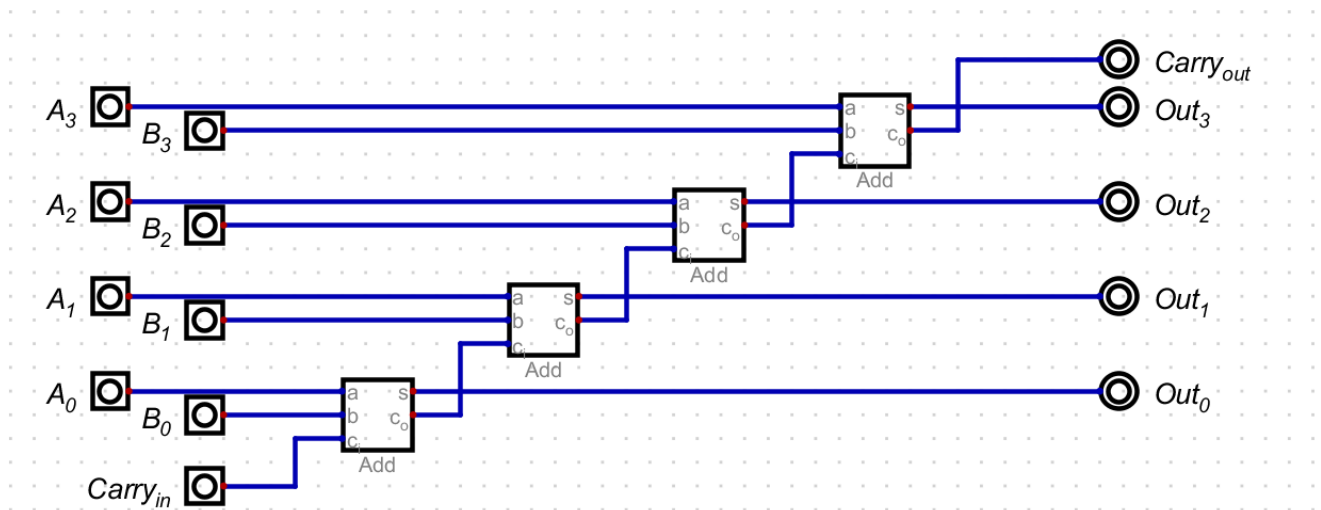 Carry_out
A_3
a s
Out_3
B_3
b c_o
c_i
Add
A_2
a s
Out_2
B_2
b c_o
c_i
Add
A_1
a s
Out_1
B_1
b c_o
c_i
Add
A_0
a s
Out_0
B_0
b c_o
c_i
Add
Carry_in